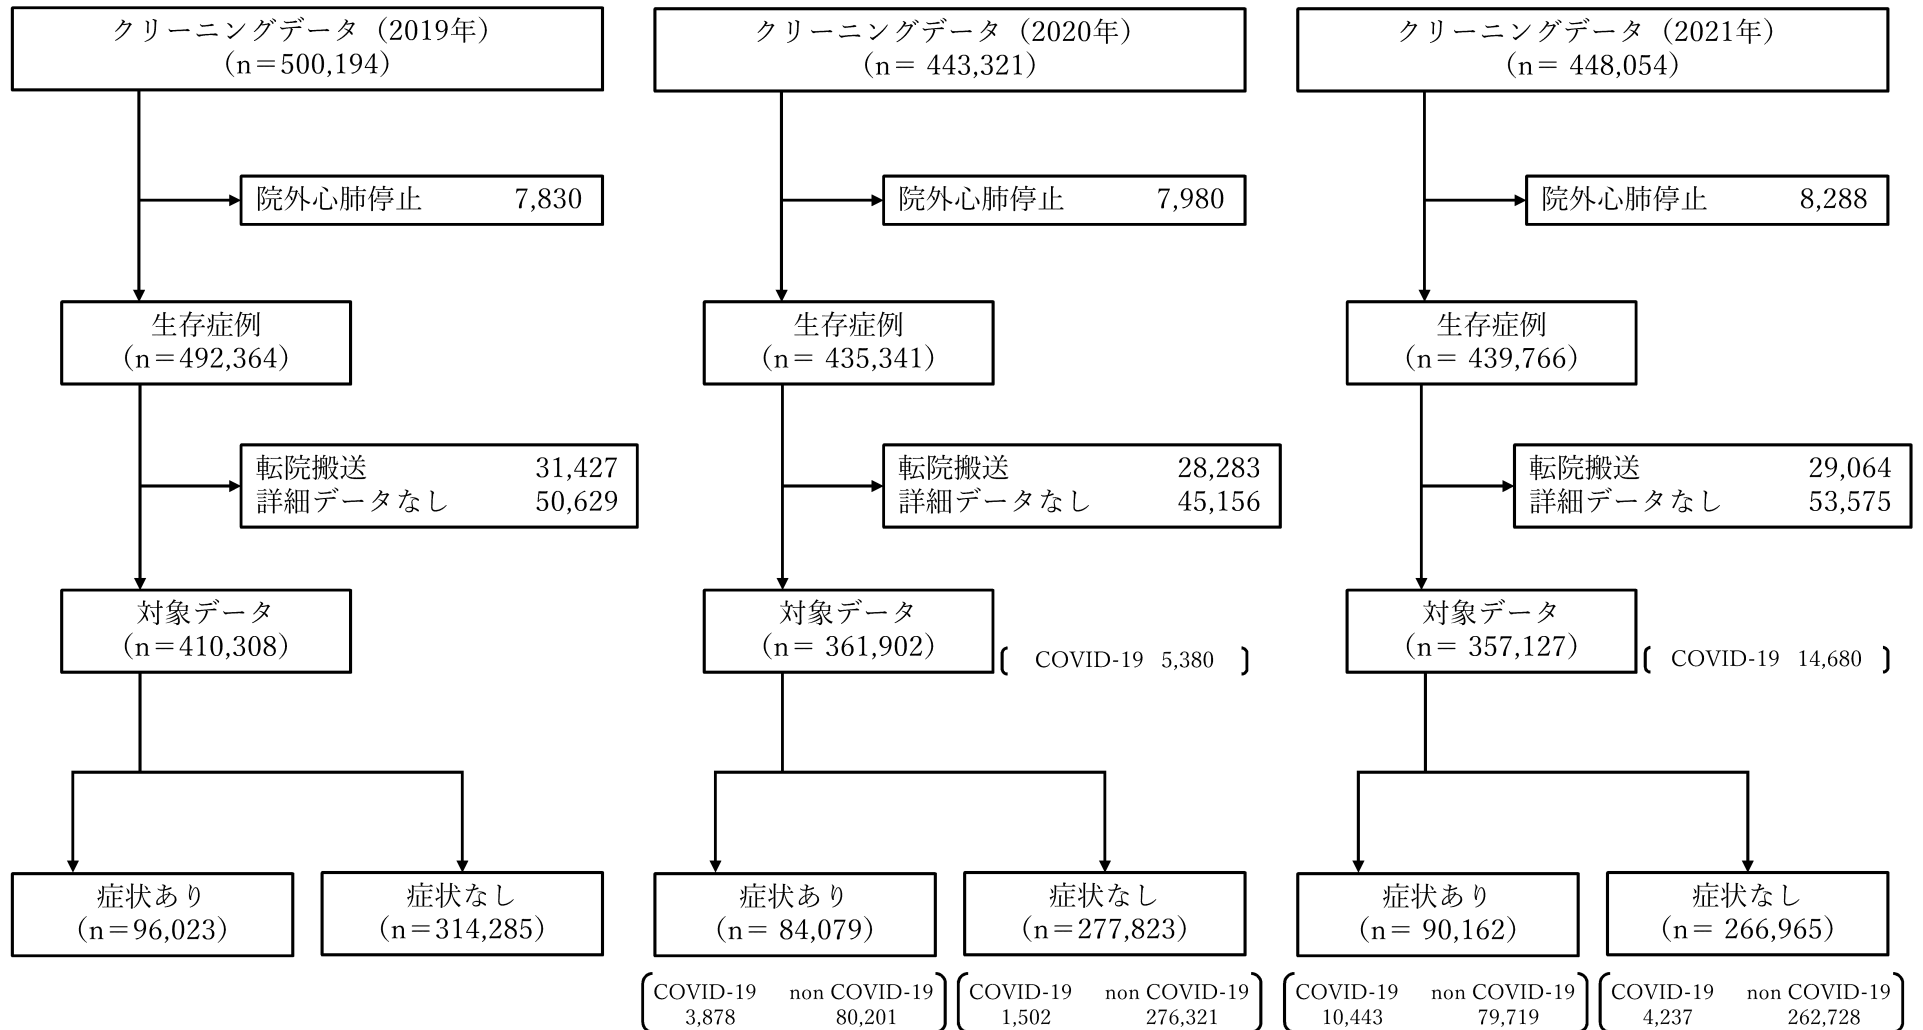 クリーニングデータ（2019年）
（n＝500,194）
院外心肺停止 7,830
生存症例
（n＝492,364）
転院搬送 31,427
詳細データなし 50,629
対象データ
（n＝410,308）
症状あり
（n＝96,023）
症状なし
（n＝314,285）
クリーニングデータ（2020年）
（n＝ 443,321）
院外心肺停止 7,980
生存症例
（n＝ 435,341）
転院搬送 28,283
詳細データなし 45,156
対象データ
（n＝ 361,902）
COVID-19 5,380
症状あり
（n＝ 84,079）
COVID-19 non COVID-19
3,878 80,201
症状なし
（n＝277,823）
COVID-19 non COVID-19
1,502 276,321
クリーニングデータ（2021年）
（n＝ 448,054）
院外心肺停止 8,288
生存症例
（n＝ 439,766）
転院搬送 29,064
詳細データなし 53,575
対象データ
（n＝ 357,127）
COVID-19 14,680
症状あり
（n＝ 90,162）
COVID-19 non COVID-19
10,443 79,719
症状なし
（n＝ 266,965）
COVID-19 non COVID-19
4,237 262,728